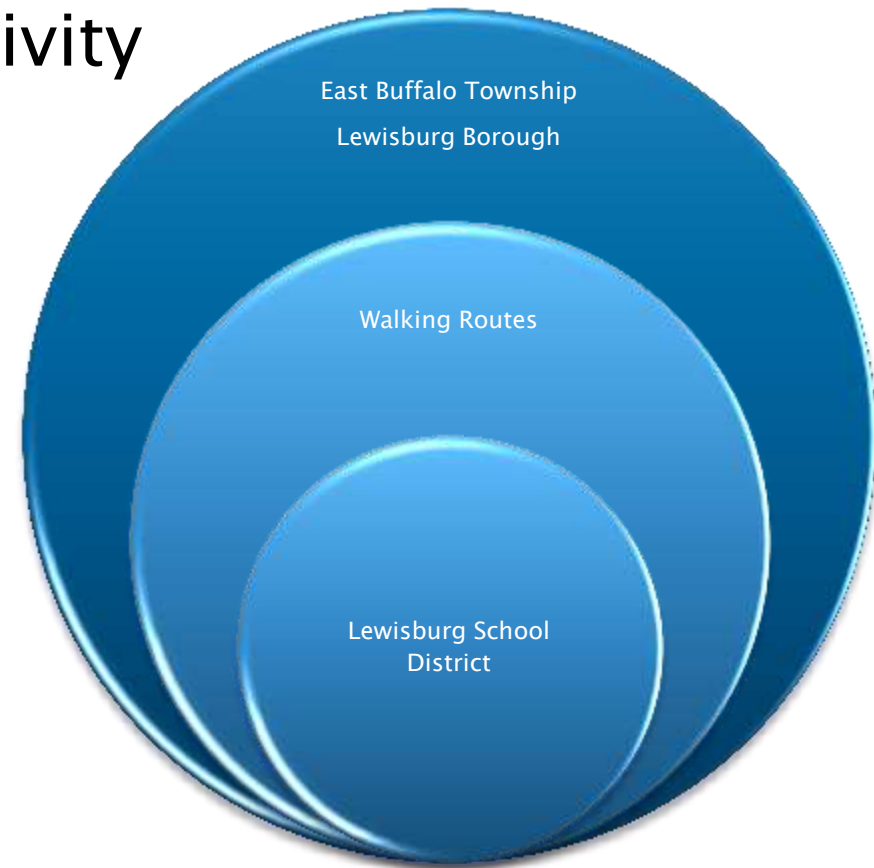 ivity
East Buffalo Township
Lewisburg Borough
Walking Routes
Lewisburg School
District